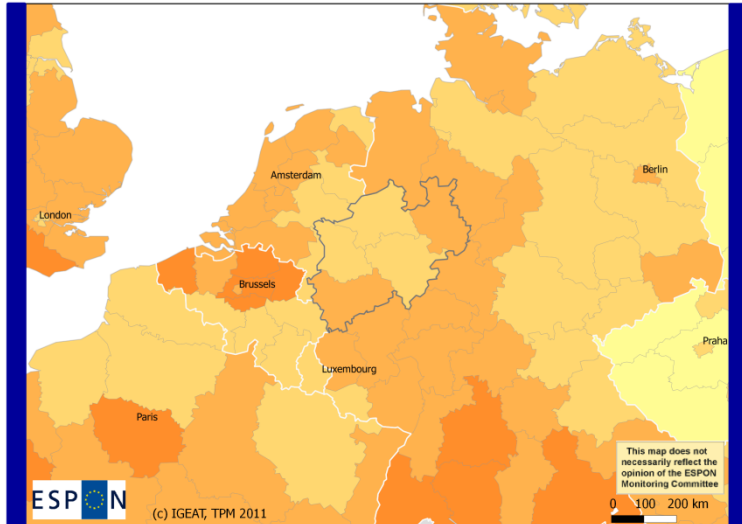 Berlin
Amsterdam
London
Brussels
Praha
Luxembourg
Paris
This map does not
necessarily reflect the
opinion of the ESPON
Monitoring Committee
ESPON
(c) IGEAT, TPM 2011
0 100 200 km